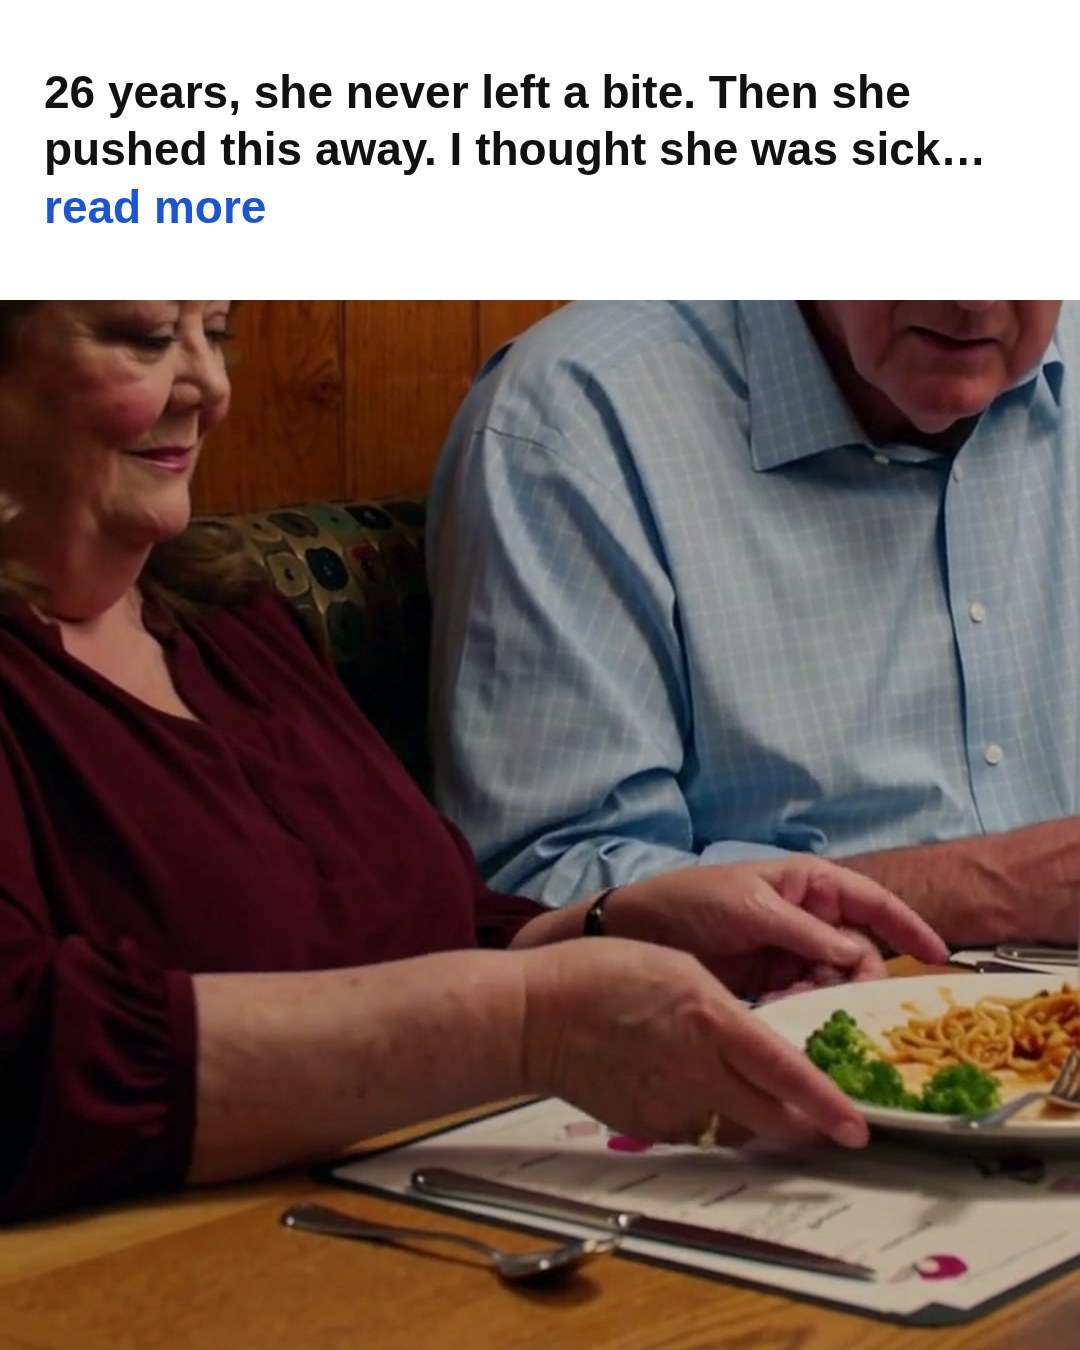 26 years, she never left a bite. Then she
pushed this away. I thought she was sick…
read more